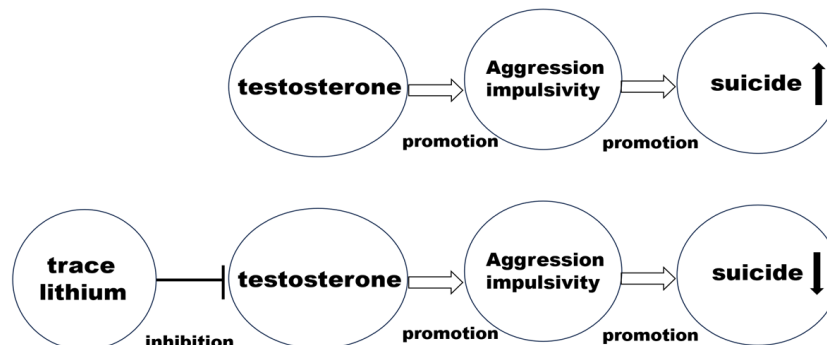 testosterone
Aggression
impulsivity
suicide
promotion
promotion
trace
lithium
testosterone
Aggression
impulsivity
suicide
inhibition
promotion
promotion